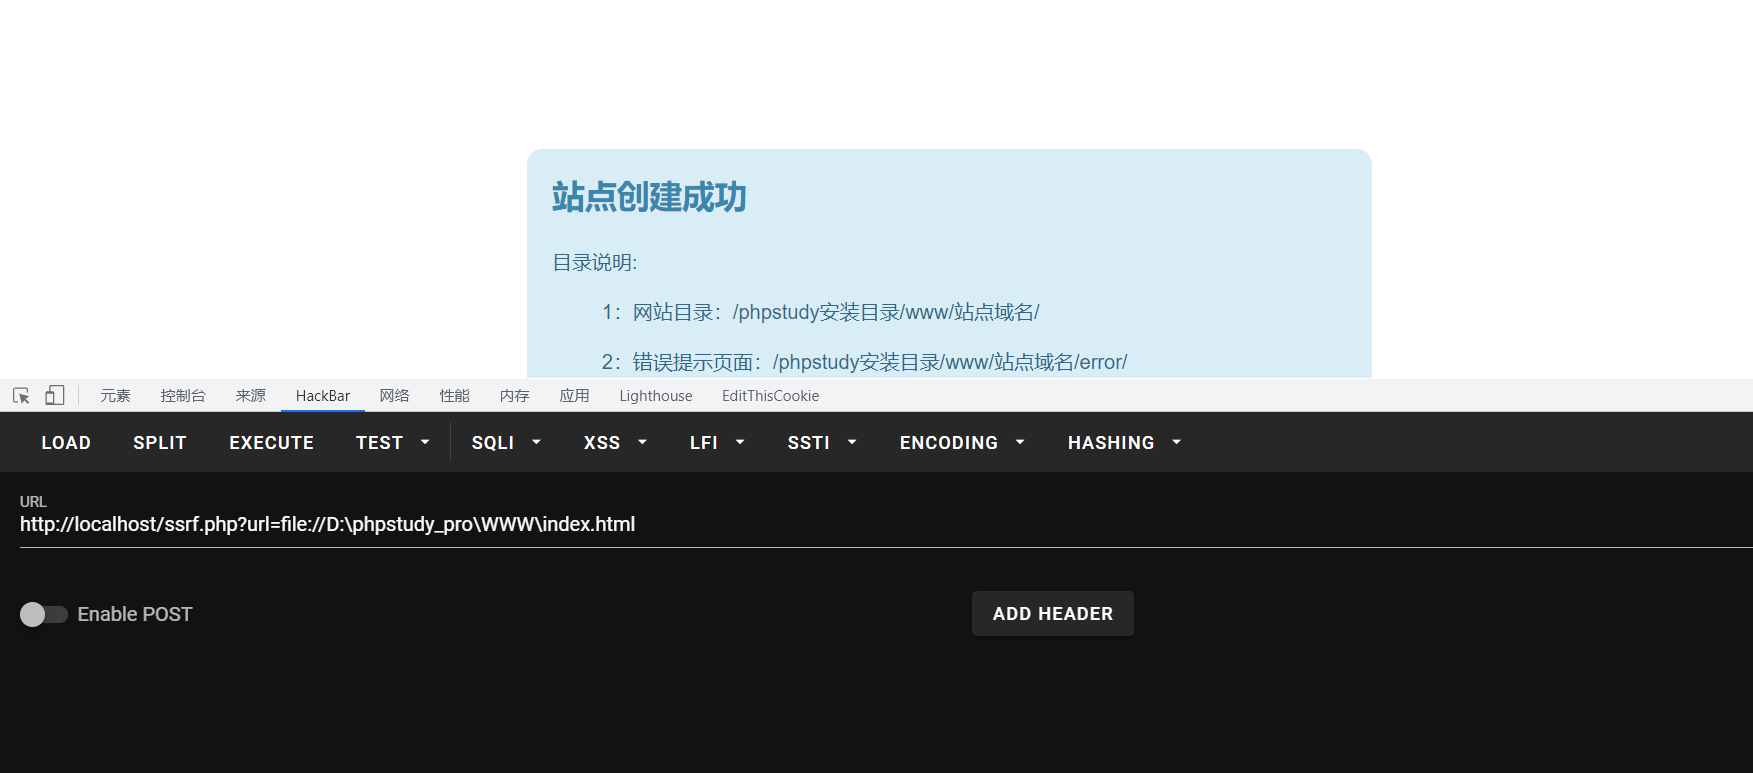 站点创建成功
目录说明:
1：网站目录：/phpstudy安装目录/www/站点域名/
2：错误提示页面：/phpstudy安装目录/www/站点域名/error/
元素 控制台 来源 HackBar 网络 性能 内存 应用 Lighthouse EditThisCookie
LOAD SPLIT EXECUTE TEST SQLI XSS LFI SSTI ENCODING HASHING
URL
http://localhost/ssrf.php?url=file://D:\phpstudy_pro\WWW\index.html
Enable POST ADD HEADER